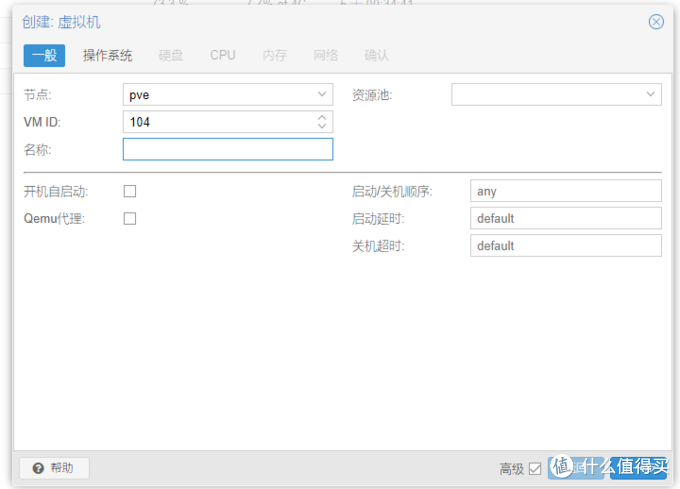 创建: 虚拟机
一般 操作系统 硬盘 CPU 内存 网络 确认
节点: pve 资源池:
VM ID: 104
名称:
开机自启动: 启动/关机顺序: any
Qemu代理: 启动延时: default
关机超时: default
帮助 高级
值 什么值得买